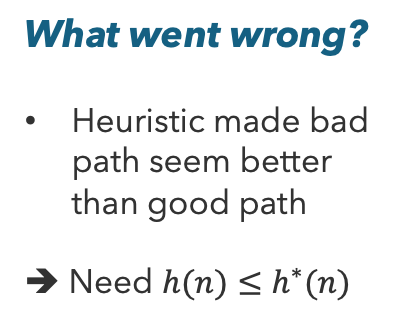 What went wrong?
• Heuristic made bad
path seem better
than good path
➔ Need h(n) ≤ h*(n)